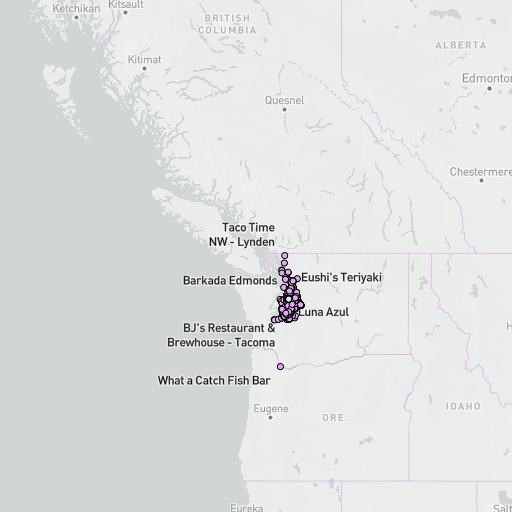 Ketchikan
Kitsault
BRITISH
COLUMBIA
ALBERTA
Kitimat
Edmonton
Quesnel
Chestermere
Taco Time
NW - Lynden
Barkada Edmonds
Eushi's Teriyaki
Luna Azul
BJ's Restaurant &
Brewhouse - Tacoma
What a Catch Fish Bar
Eugene
ORE.
IDAHO
H
Eureka
Salt